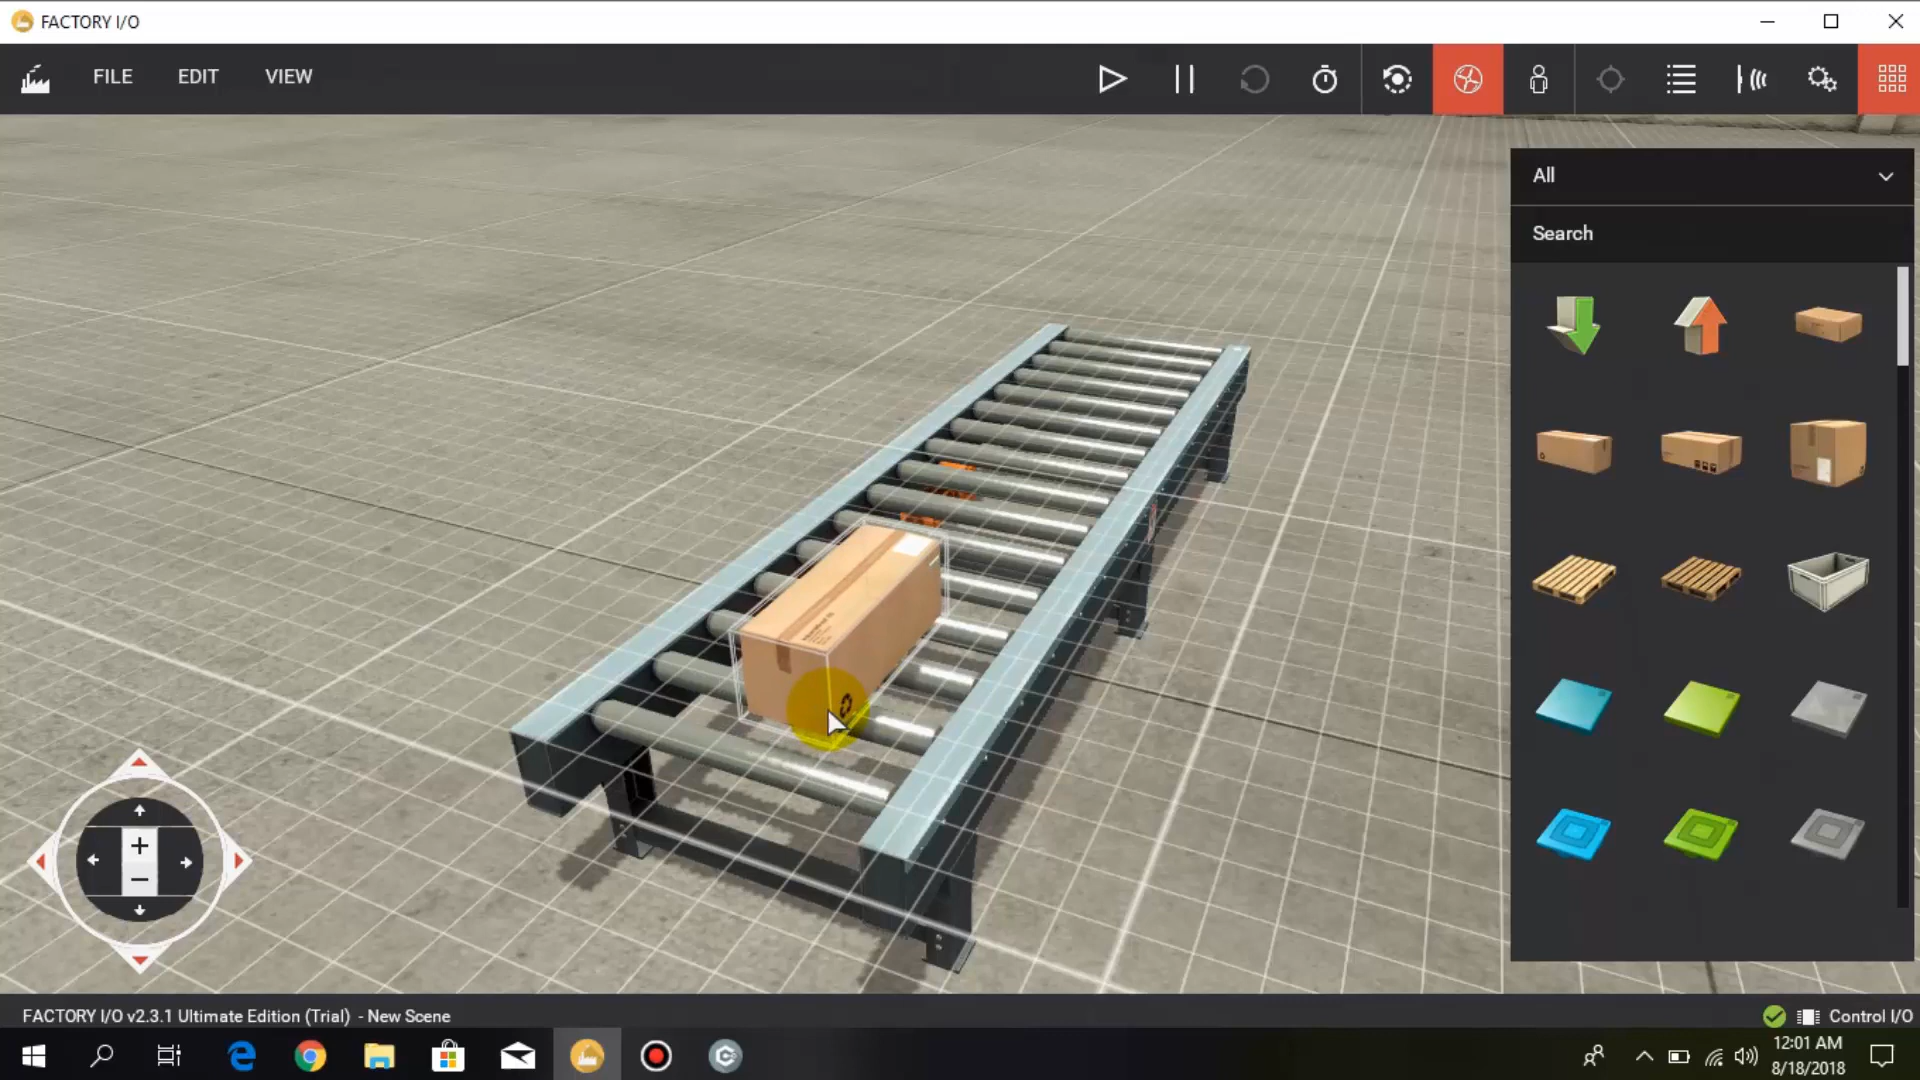 FACTORY I/O
FILE EDIT VIEW
All
Search
FACTORY I/O v2.3.1 Ultimate Edition (Trial) - New Scene
Control I/O
12:01 AM
8/18/2018